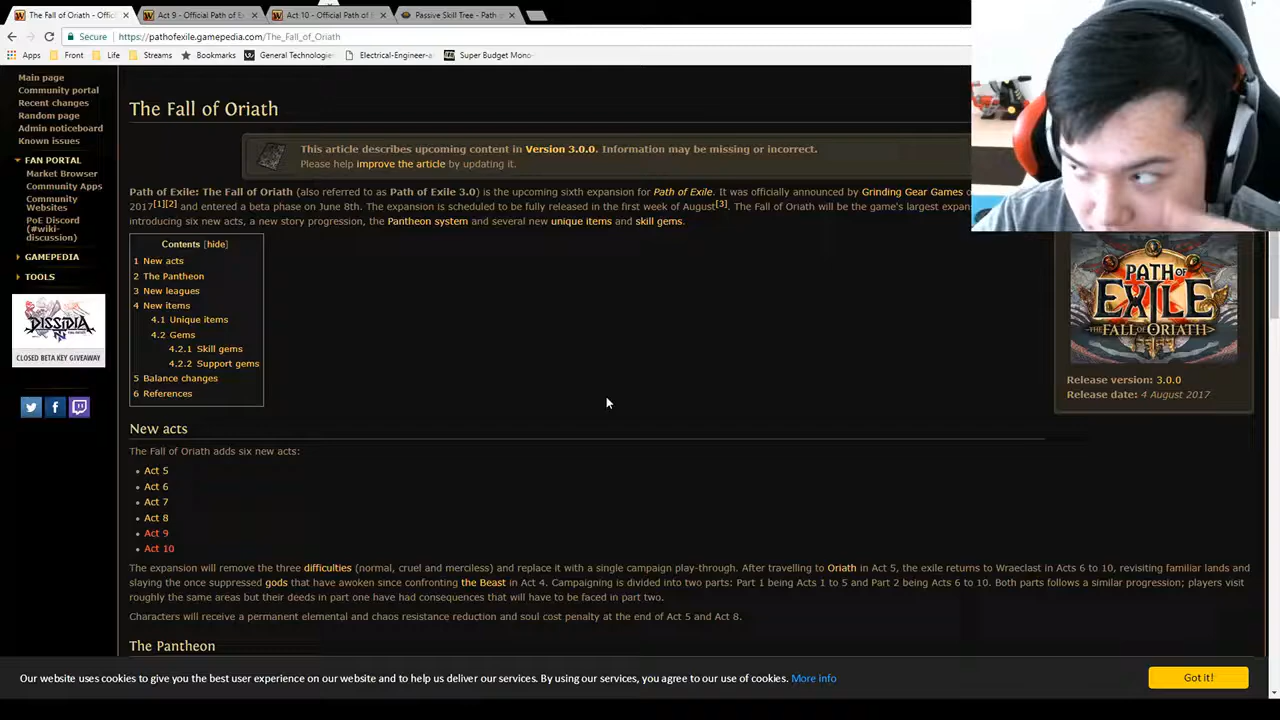 The Fall of Oriath - Offic
Act 9 - Official Path of Ex
Act 10 - Official Path of E
Passive Skill Tree - Path
Secure
https://pathofexile.gamepedia.com/The_Fall_of_Oriath
Apps
Front
Life
Streams
Bookmarks
General Technologie
Electrical-Engineer-a
Super Budget Mono
Main page
Community portal
Recent changes
Random page
Admin noticeboard
Known issues
FAN PORTAL
Market Browser
Community Apps
Community
Websites
PoE Discord
(#wiki-
discussion)
GAMEPEDIA
TOOLS
DISSIDIA
CLOSED BETA KEY GIVEAWAY
The Fall of Oriath
This article describes upcoming content in Version 3.0.0. Information may be missing or incorrect.
Please help improve the article by updating it.
Path of Exile: The Fall of Oriath (also referred to as Path of Exile 3.0) is the upcoming sixth expansion for Path of Exile. It was officially announced by Grinding Gear Games
2017[1][2] and entered a beta phase on June 8th. The expansion is scheduled to be fully released in the first week of August[3]. The Fall of Oriath will be the game's largest
introducing six new acts, a new story progression, the Pantheon system and several new unique items and skill gems.
Contents [hide]
1 New acts
2 The Pantheon
3 New leagues
4 New items
4.1 Unique items
4.2 Gems
4.2.1 Skill gems
4.2.2 Support gems
5 Balance changes
6 References
PATH OF
EXILE
THE FALL OF ORIATH
Release version: 3.0.0
Release date: 4 August 2017
New acts
The Fall of Oriath adds six new acts:
Act 5
Act 6
Act 7
Act 8
Act 9
Act 10
The expansion will remove the three difficulties (normal, cruel and merciless) and replace it with a single campaign play-through. After travelling to Oriath in Act 5, the exile returns to Wraeclast in Acts 6 to 10, revisiting familiar lands and
slaying the once suppressed gods that have awoken since confronting the Beast in Act 4. Campaigning is divided into two parts: Part 1 being Acts 1 to 5 and Part 2 being Acts 6 to 10. Both parts follows a similar progression; players visit
roughly the same areas but their deeds in part one have had consequences that will have to be faced in part two.
Characters will receive a permanent elemental and chaos resistance reduction and soul cost penalty at the end of Act 5 and Act 8.
The Pantheon
Our website uses cookies to give you the best user experience on our website and to help us deliver our services. By using our services, you agree to our use of cookies. More info
Got it!